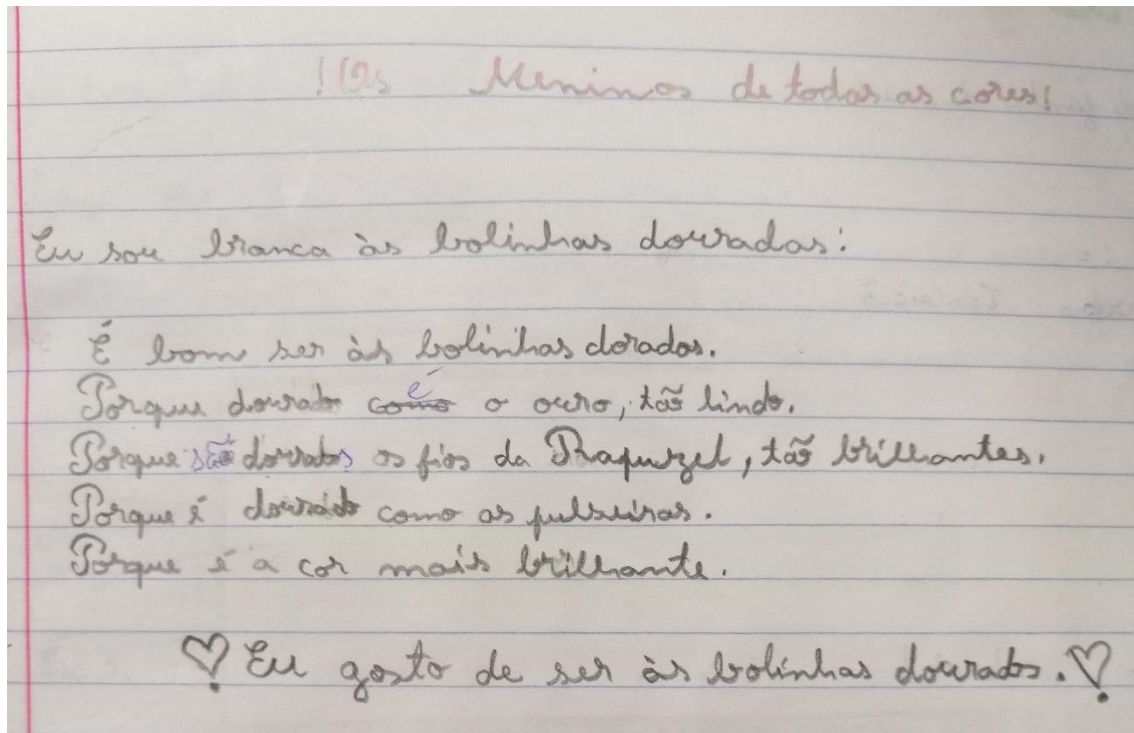 !Os Meninos de todas as cores!
Eu sou branca às bolinhas douradas:
É bom ser às bolinhas doradas.
Porque dourado é o ouro, tão lindo.
Porque são dourados os fios da Rapunzel, tão brilhantes.
Porque é dourado como as pulseiras.
Porque é a cor mais brilhante.
Eu gosto de ser às bolinhas dourados.